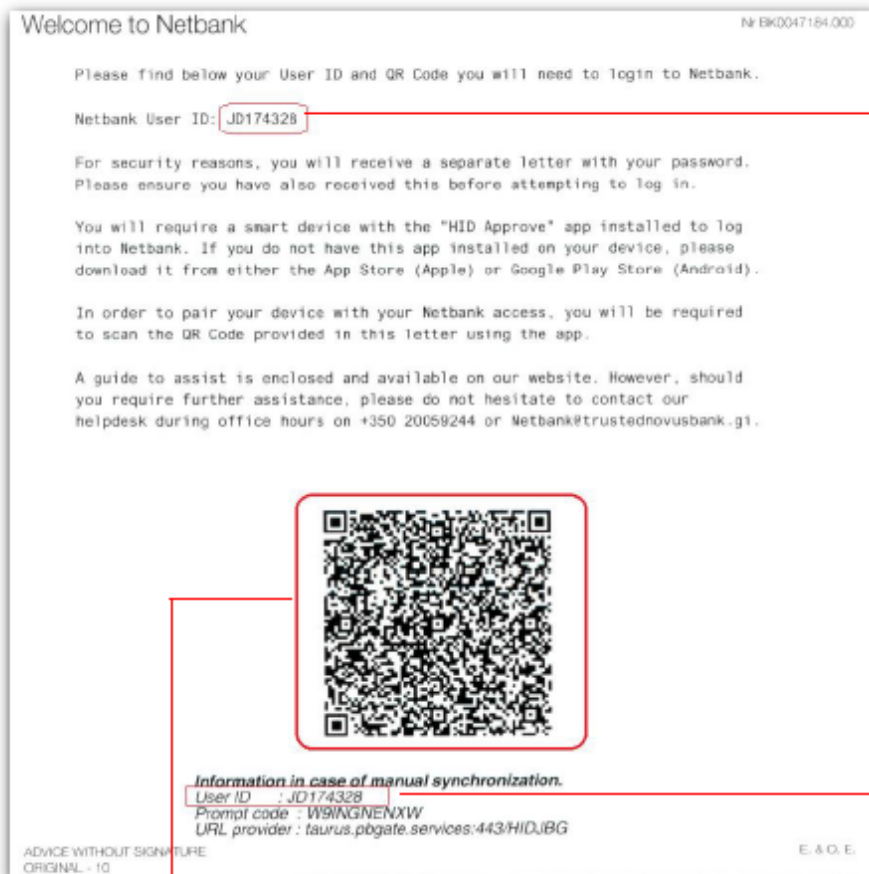 Welcome to Netbank
Nr BK0047184.000
Please find below your User ID and QR Code you will need to login to Netbank.
Netbank User ID: JD174328
For security reasons, you will receive a separate letter with your password.
Please ensure you have also received this before attempting to log in.
You will require a smart device with the "HID Approve" app installed to log
into Netbank. If you do not have this app installed on your device, please
download it from either the App Store (Apple) or Google Play Store (Android).
In order to pair your device with your Netbank access, you will be required
to scan the QR Code provided in this letter using the app.
A guide to assist is enclosed and available on our website. However, should
you require further assistance, please do not hesitate to contact our
helpdesk during office hours on +350 20059244 or Netbank@trustednovusbank.gi.
Information in case of manual synchronization.
User ID : JD174328
Prompt code : W9INGNENXW
URL provider : taurus.pbgate.services:443/HIDJBG
ADVICE WITHOUT SIGNATURE
E. & O. E.
ORIGINAL - 10